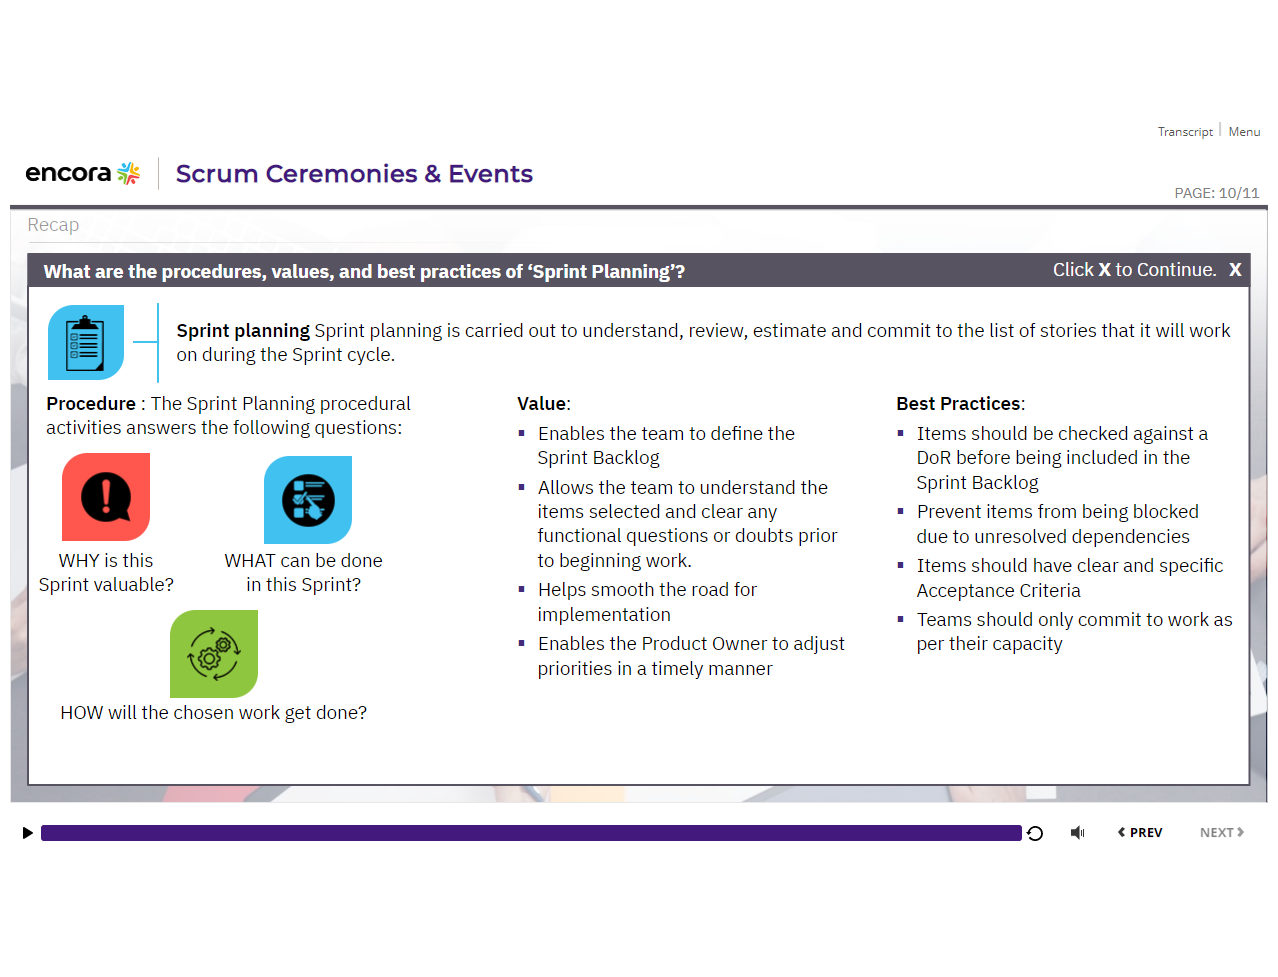 Transcript | Menu
encora
Scrum Ceremonies & Events
PAGE: 10/11
Recap
What are the procedures, values, and best practices of ‘Sprint Planning’?
Click X to Continue. X
Sprint planning Sprint planning is carried out to understand, review, estimate and commit to the list of stories that it will work
on during the Sprint cycle.
Procedure : The Sprint Planning procedural
activities answers the following questions:
WHY is this
Sprint valuable?
WHAT can be done
in this Sprint?
HOW will the chosen work get done?
Value:
▪ Enables the team to define the
Sprint Backlog
▪ Allows the team to understand the
items selected and clear any
functional questions or doubts prior
to beginning work.
▪ Helps smooth the road for
implementation
▪ Enables the Product Owner to adjust
priorities in a timely manner
Best Practices:
▪ Items should be checked against a
DoR before being included in the
Sprint Backlog
▪ Prevent items from being blocked
due to unresolved dependencies
▪ Items should have clear and specific
Acceptance Criteria
▪ Teams should only commit to work as
per their capacity
PREV
NEXT